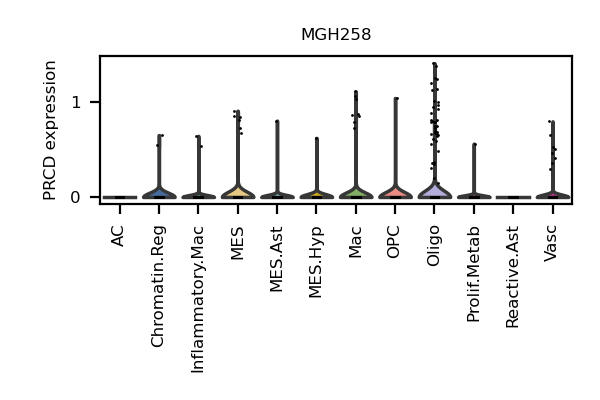 MGH258
PRCD expression
1
0
AC
Chromatin.Reg
Inflammatory.Mac
MES
MES.Ast
MES.Hyp
Mac
OPC
Oligo
Prolif.Metab
Reactive.Ast
Vasc